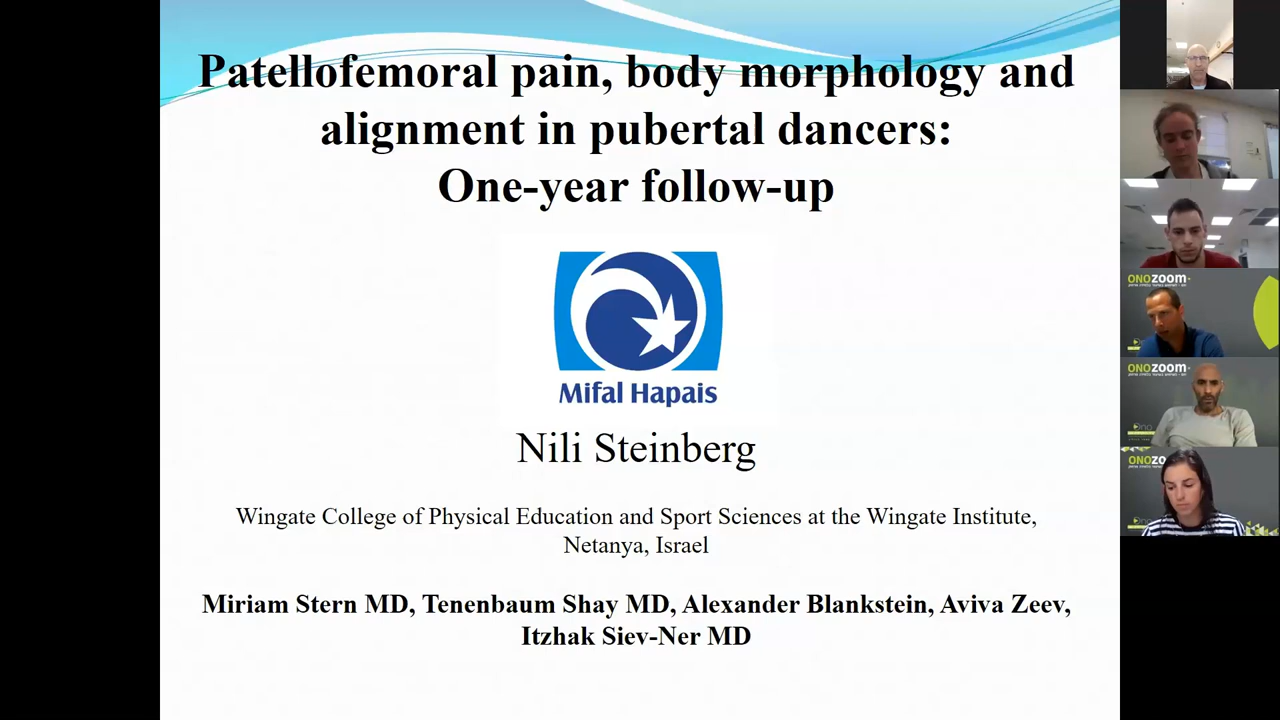 Patellofemoral pain, body morphology and
alignment in pubertal dancers:
One-year follow-up
Mifal Hapais
Nili Steinberg
Wingate College of Physical Education and Sport Sciences at the Wingate Institute,
Netanya, Israel
Miriam Stern MD, Tenenbaum Shay MD, Alexander Blankstein, Aviva Zeev,
Itzhak Siev-Ner MD
ONOZOOM
ONOZOOM
ONOZO